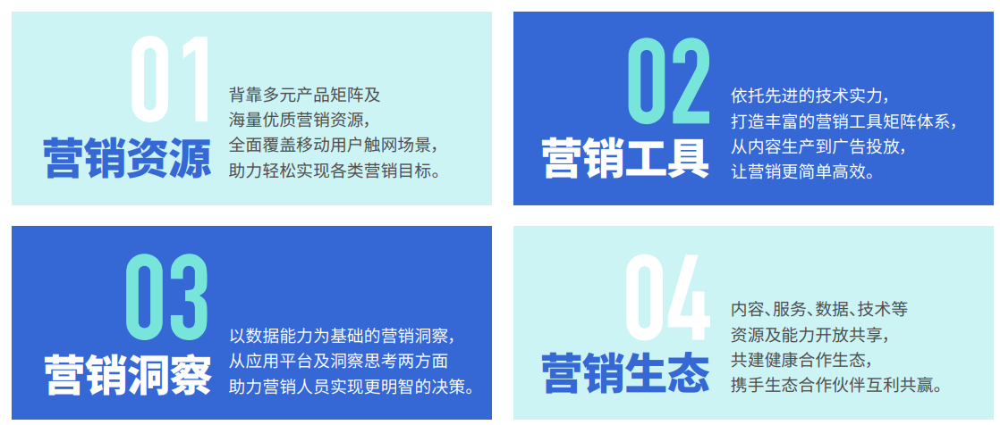 01
营销资源
背靠多元产品矩阵及
海量优质营销资源，
全面覆盖移动用户触网场景，
助力轻松实现各类营销目标。
02
营销工具
依托先进的技术实力，
打造丰富的营销工具矩阵体系，
从内容生产到广告投放，
让营销更简单高效。
03
营销洞察
以数据能力为基础的营销洞察，
从应用平台及洞察思考两方面
助力营销人员实现更明智的决策。
04
营销生态
内容、服务、数据、技术等
资源及能力开放共享，
共建健康合作生态，
携手生态合作伙伴互利共赢。